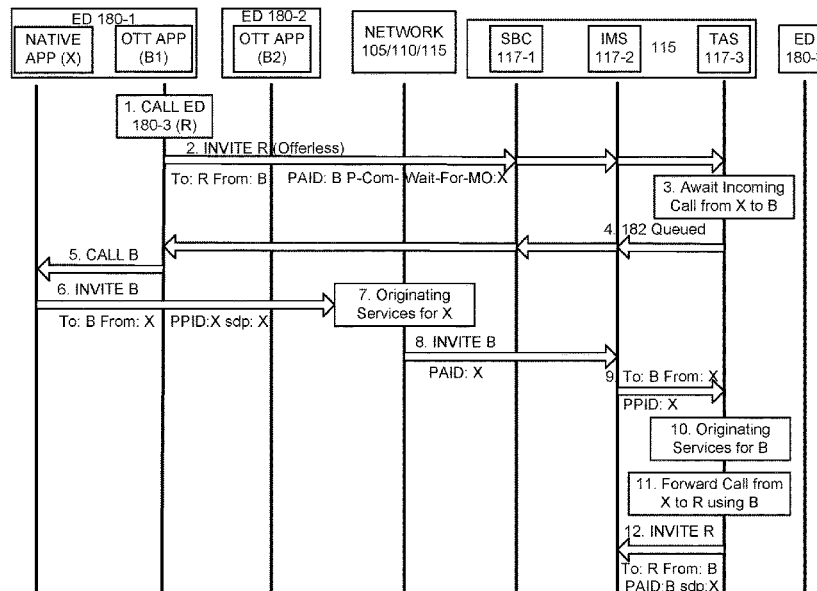 ED 180-1
ED 180-2
NATIVE
APP (X)
OTT APP
(B1)
OTT APP
(B2)
NETWORK
105/110/115
SBC
117-1
IMS
117-2
115
TAS
117-3
ED
180-3
1. CALL ED
180-3 (R)
2. INVITE R (Offerless)
To: R From: B PAID: B P-Com- Wait-For-MO:X
3. Await Incoming
Call from X to B
4. 182 Queued
5. CALL B
6. INVITE B
To: B From: X PPID:X sdp: X
7. Originating
Services for X
8. INVITE B
PAID: X
9. To: B From: X
PPID: X
10. Originating
Services for B
11. Forward Call from
X to R using B
12. INVITE R
To: R From: B
PAID:B sdp:X